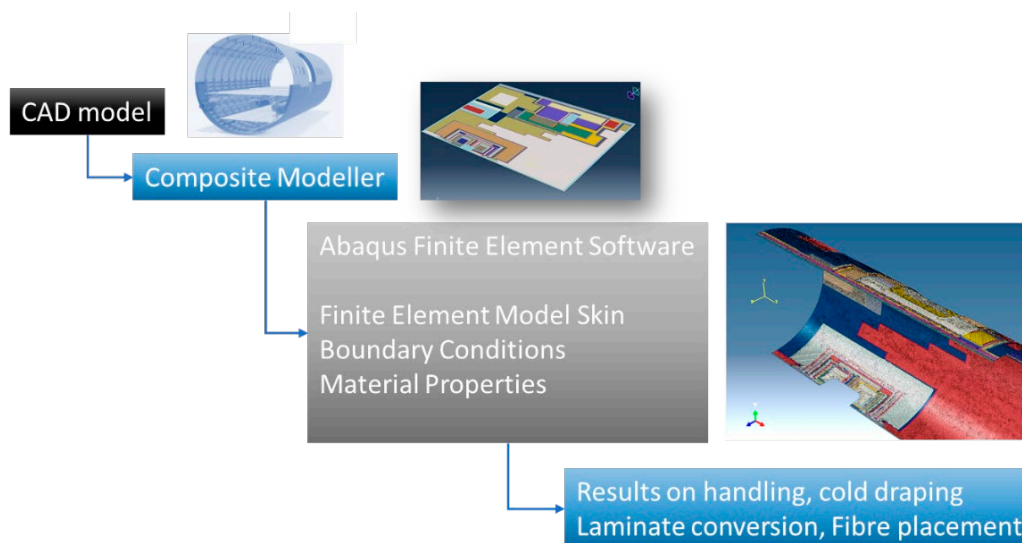 CAD model
Composite Modeller
Abaqus Finite Element Software
Finite Element Model Skin
Boundary Conditions
Material Properties
Results on handling, cold draping
Laminate conversion, Fibre placement